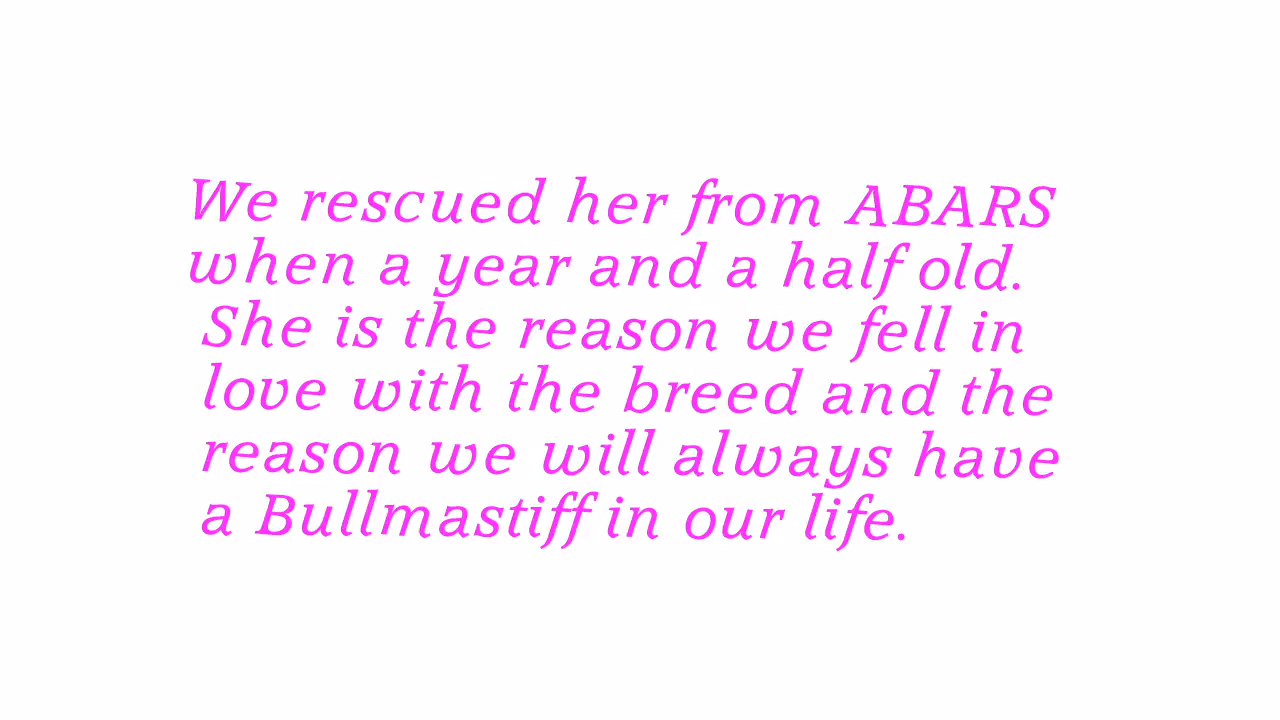 We rescued her from ABARS
when a year and a half old.
She is the reason we fell in
love with the breed and the
reason we will always have
a Bullmastiff in our life.